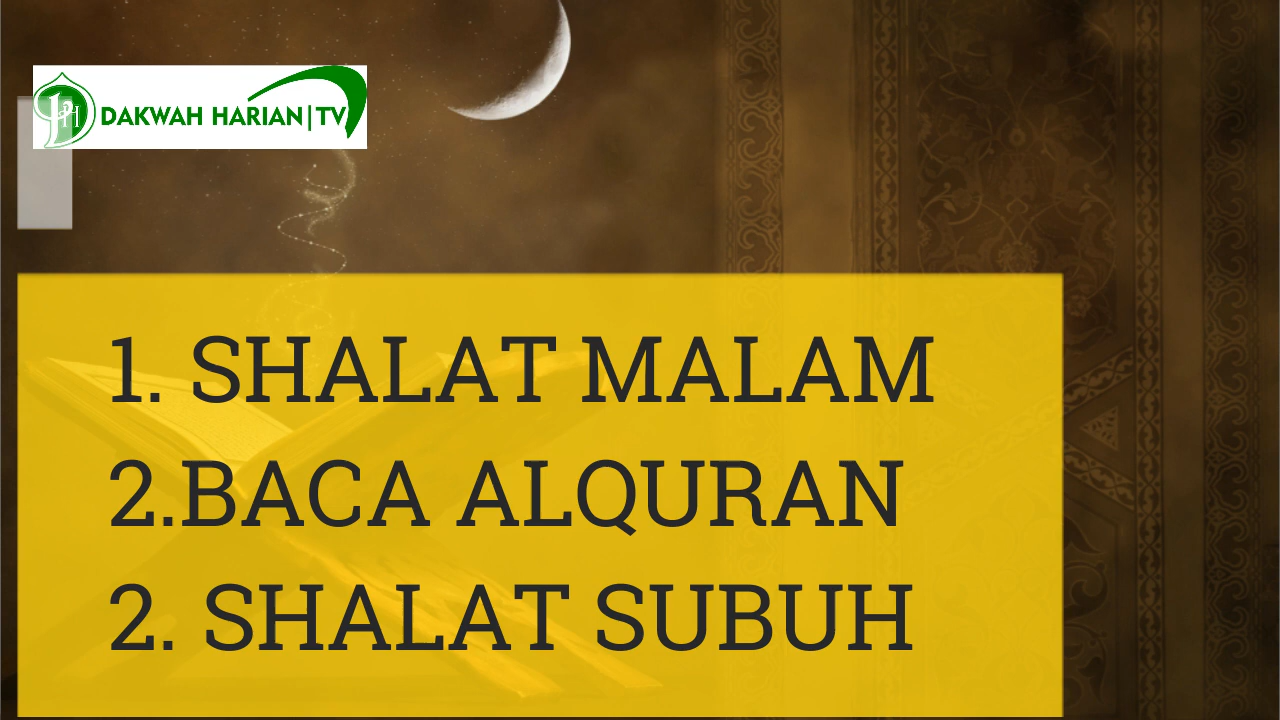 DAKWAH HARIAN|TV
1. SHALAT MALAM
2.BACA ALQURAN
2. SHALAT SUBUH